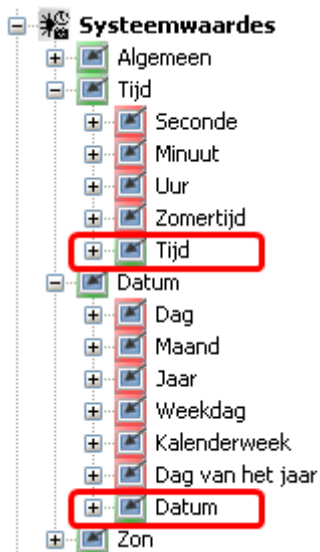 Systeemwaardes
Algemeen
Tijd
Seconde
Minuut
Uur
Zomertijd
Tijd
Datum
Dag
Maand
Jaar
Weekdag
Kalenderweek
Dag van het jaar
Datum
Zon